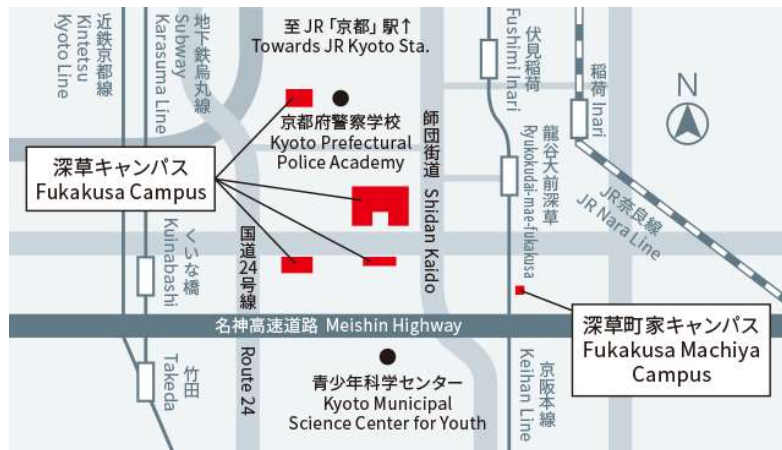 近鉄京都線
Kintetsu
Kyoto Line
地下鉄烏丸線
Subway
Karasuma Line
至JR「京都」駅↑
Towards JR Kyoto Sta.
伏見稲荷
Fushimi Inari
稲荷 Inari
N
京都府警察学校
Kyoto Prefectural
Police Academy
師団街道 Shidan Kaido
龍谷大前深草
Ryukokudai-mae-fukakusa
JR奈良線
JR Nara Line
深草キャンパス
Fukakusa Campus
くいな橋
Kuinabashi
国道24号線
Route 24
名神高速道路 Meishin Highway
深草町家キャンパス
Fukakusa Machiya
Campus
竹田
Takeda
青少年科学センター
Kyoto Municipal
Science Center for Youth
京阪本線
Keihan Line